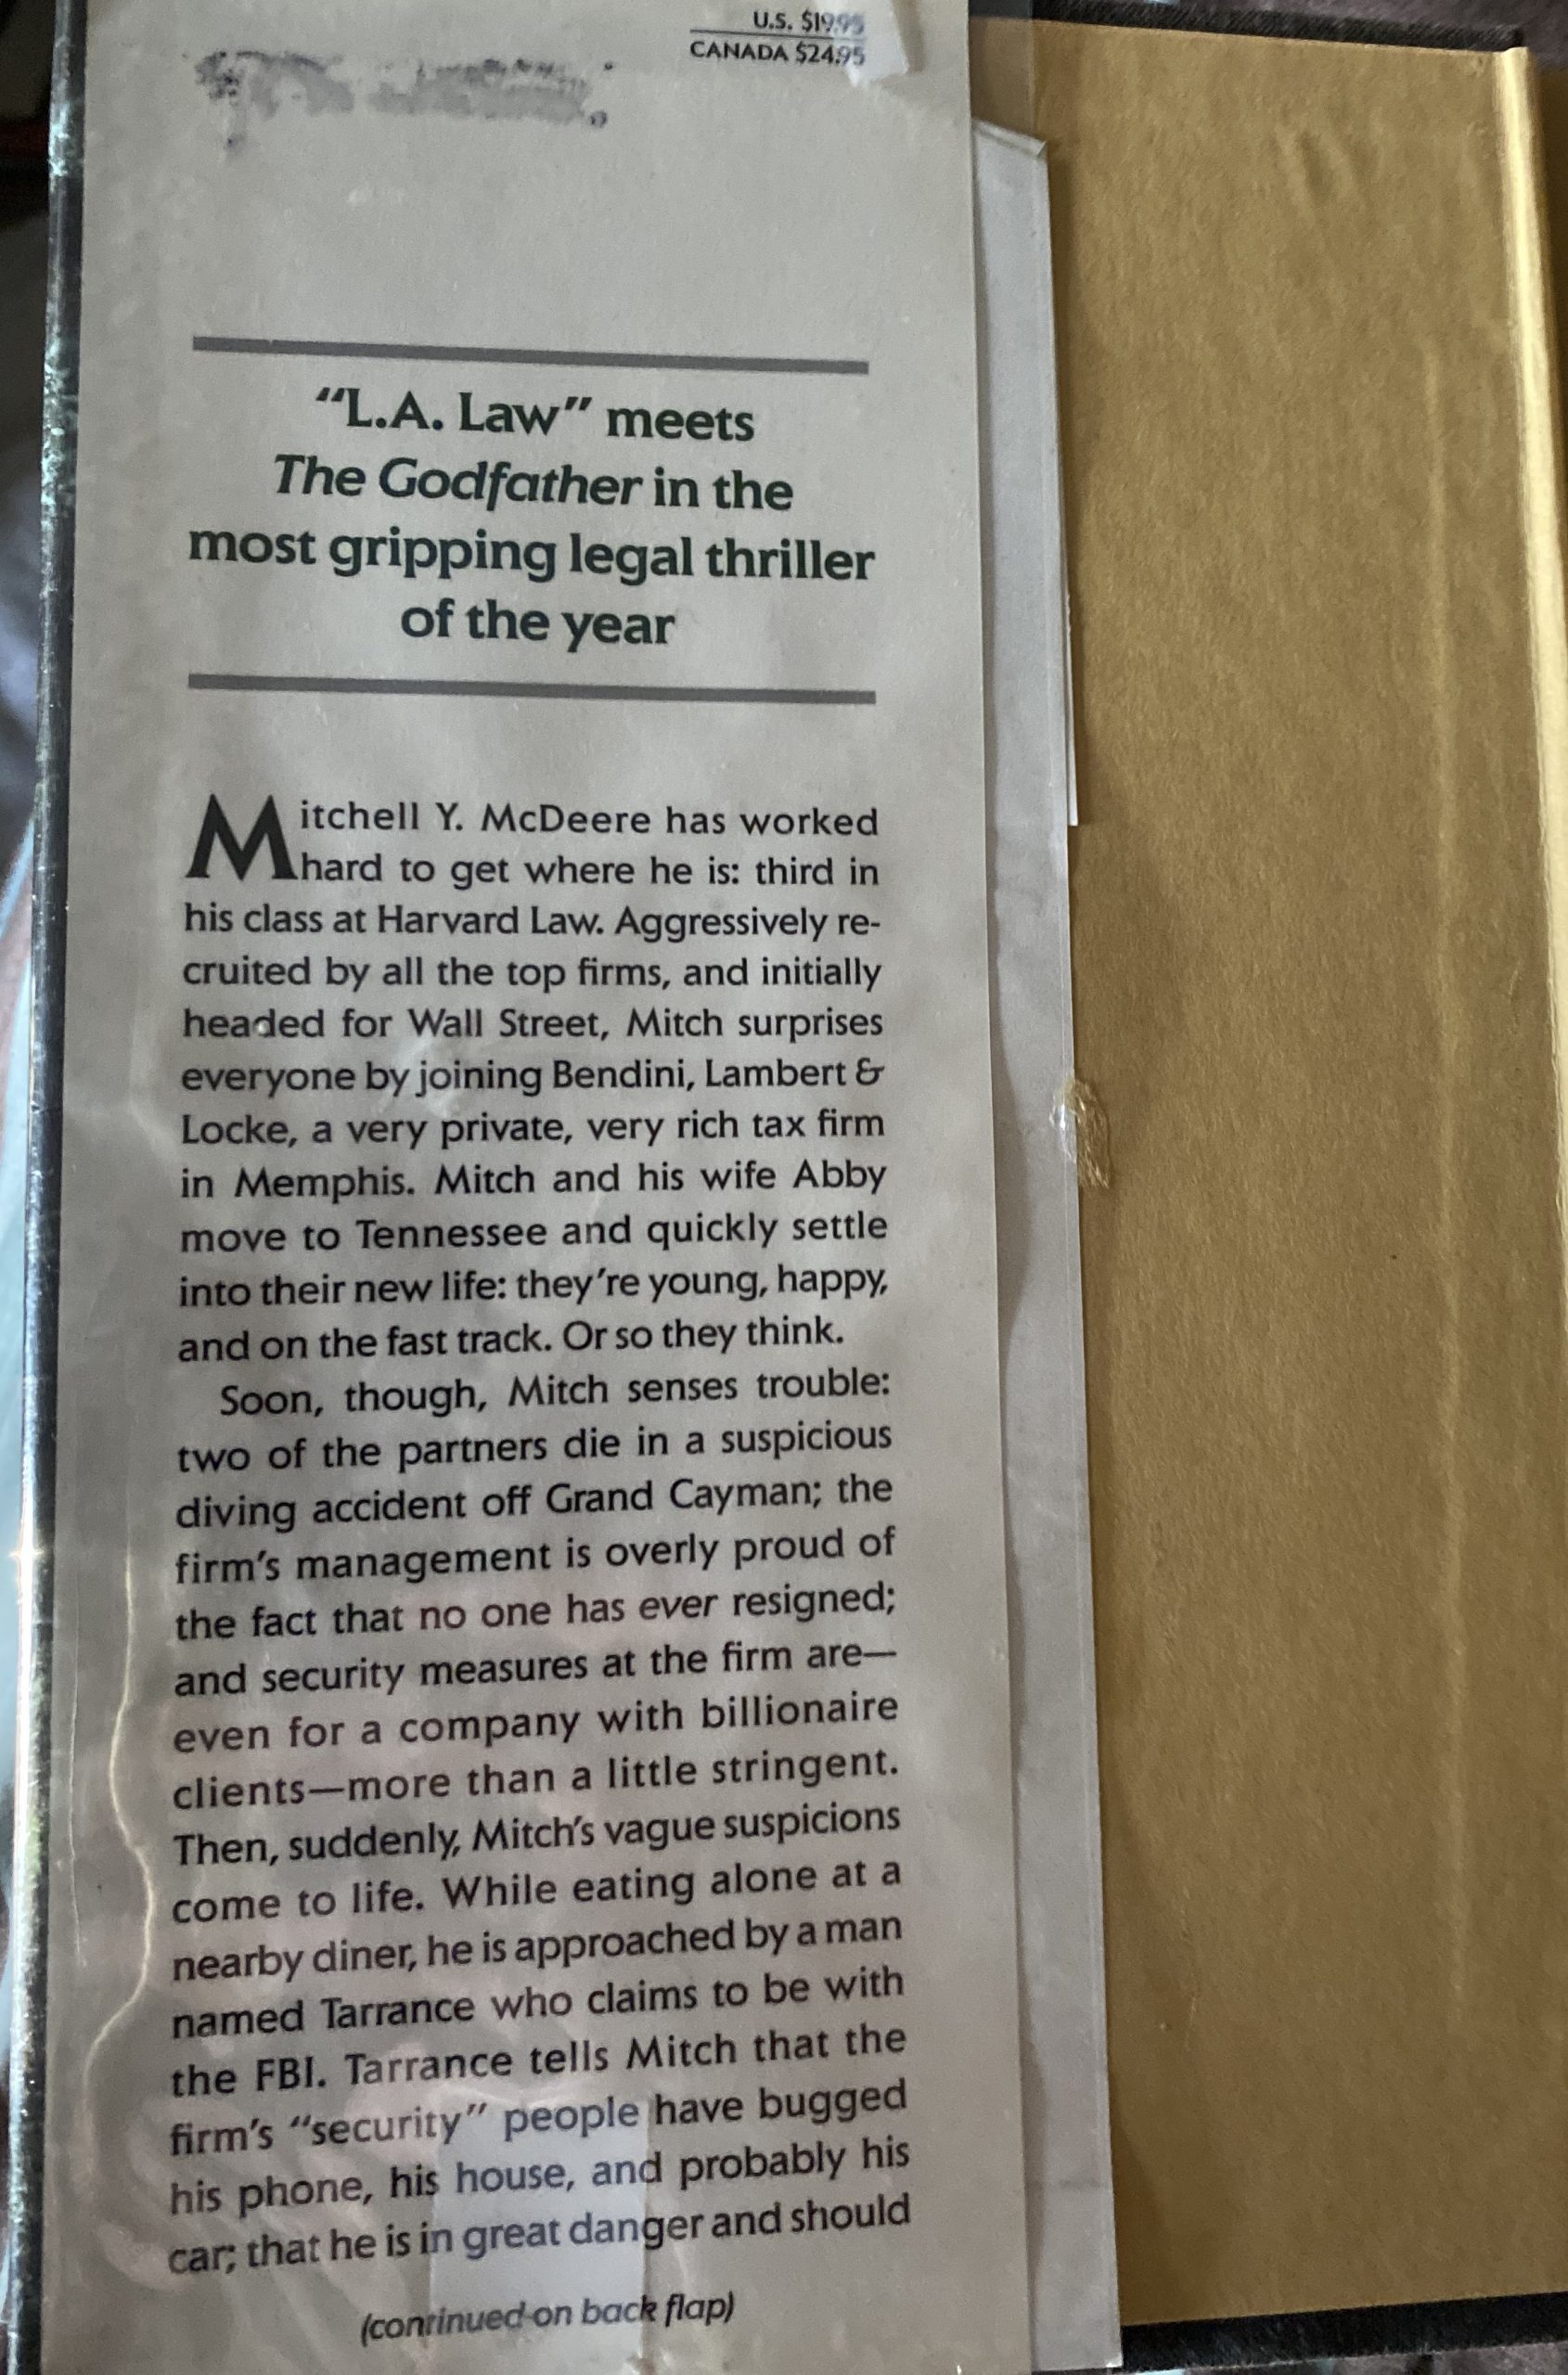 U.S. $19.95
CANADA $24.95
“L.A. Law” meets
The Godfather in the
most gripping legal thriller
of the year
Mitchell Y. McDeere has worked
hard to get where he is: third in
his class at Harvard Law. Aggressively re-
cruited by all the top firms, and initially
headed for Wall Street, Mitch surprises
everyone by joining Bendini, Lambert &
Locke, a very private, very rich tax firm
in Memphis. Mitch and his wife Abby
move to Tennessee and quickly settle
into their new life: they’re young, happy,
and on the fast track. Or so they think.
Soon, though, Mitch senses trouble:
two of the partners die in a suspicious
diving accident off Grand Cayman; the
firm’s management is overly proud of
the fact that no one has ever resigned;
and security measures at the firm are—
even for a company with billionaire
clients—more than a little stringent.
Then, suddenly, Mitch’s vague suspicions
come to life. While eating alone at a
nearby diner, he is approached by a man
named Tarrance who claims to be with
the FBI. Tarrance tells Mitch that the
firm’s “security” people have bugged
his phone, his house, and probably his
car; that he is in great danger and should
(continued on back flap)